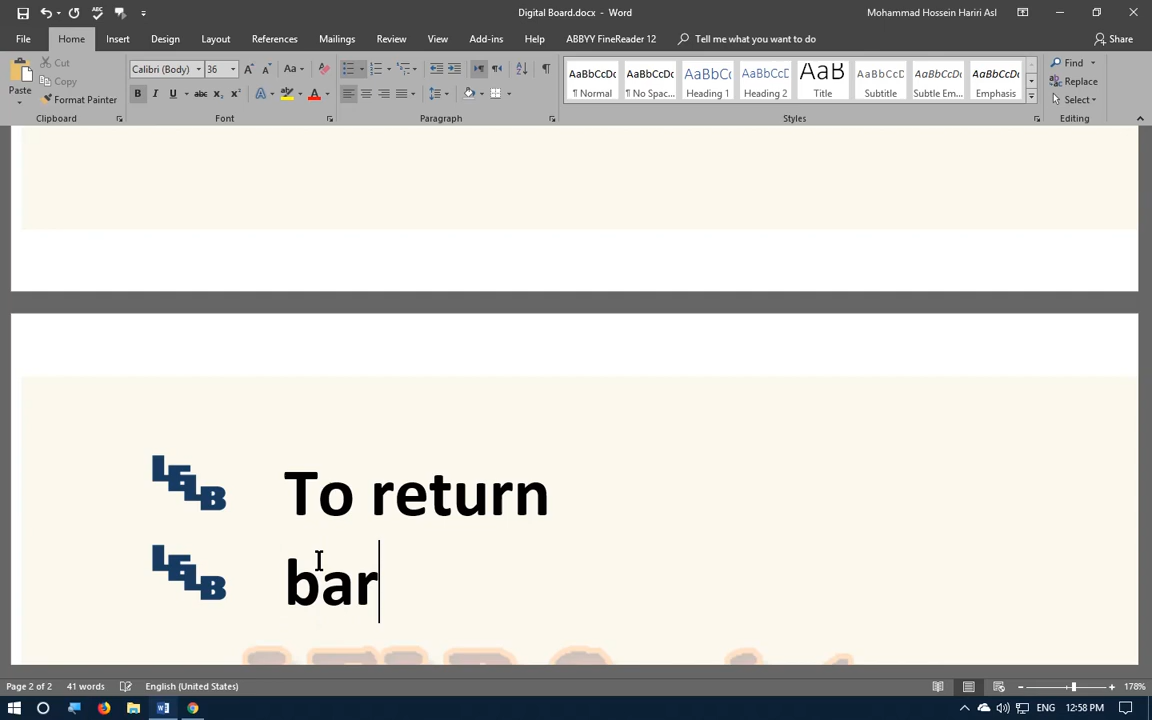 Digital Board.docx - Word
Mohammad Hossein Hariri Asl
File Home Insert Design Layout References Mailings Review View Add-ins Help ABBYY FineReader 12 Tell me what you want to do Share
Cut
Copy
Format Painter
Paste
Clipboard
Calibri (Body) 36
Font
Paragraph
AaBbCcDc AaBbCcDc AaBbCc AaBbCcC AaB AaBbCcD AaBbCcDc AaBbCcDc
¶ Normal ¶ No Spac... Heading 1 Heading 2 Title Subtitle Subtle Em... Emphasis
Styles
Find
Replace
Select
Editing
LELB To return
LELB bar
Page 2 of 2 41 words English (United States) 178%
ENG 12:58 PM